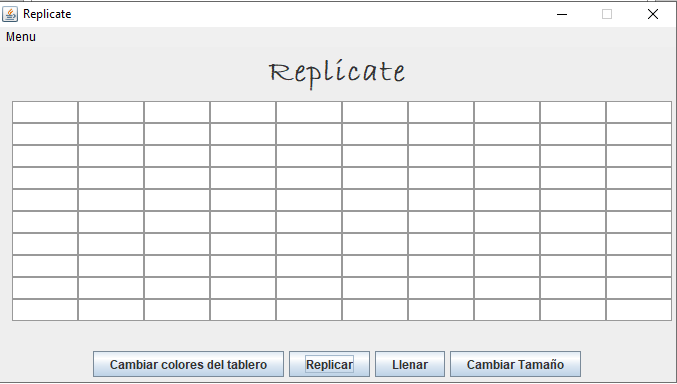 Replicate
Menu
Replicate
Cambiar colores del tablero Replicar Llenar Cambiar Tamaño